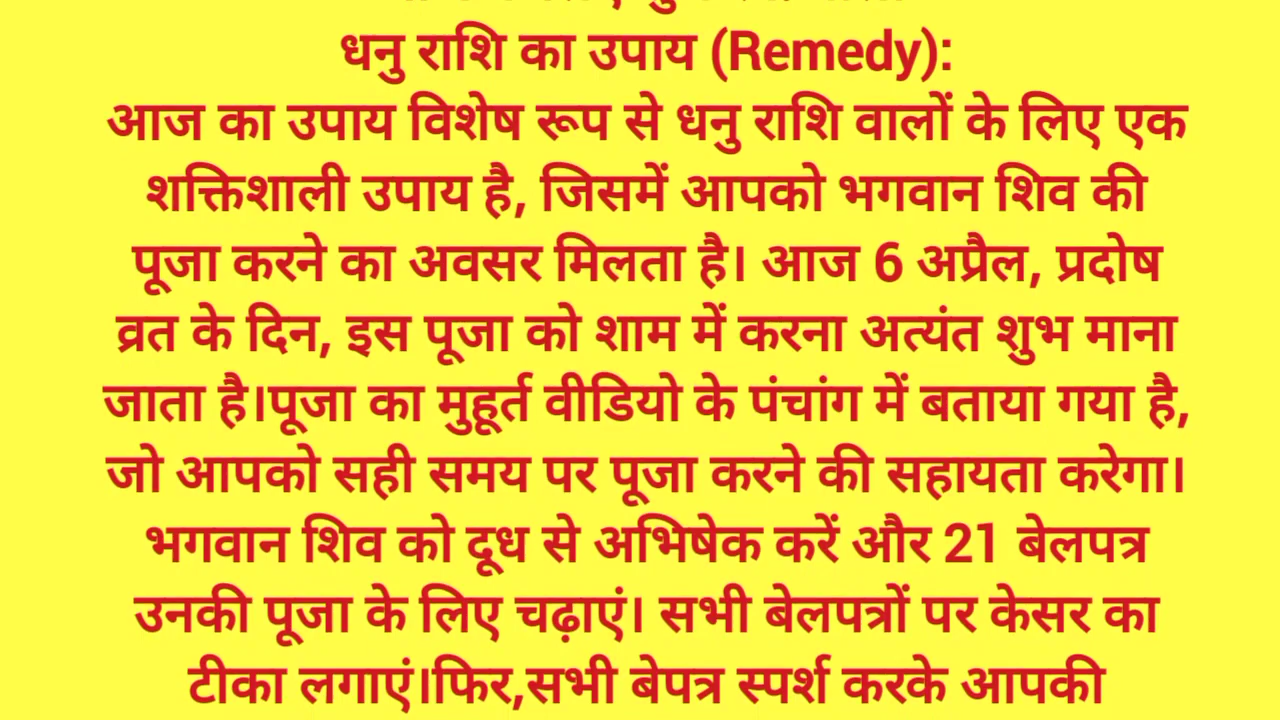 धनु राशि का उपाय (Remedy):
आज का उपाय विशेष रूप से धनु राशि वालों के लिए एक
शक्तिशाली उपाय है, जिसमें आपको भगवान शिव की
पूजा करने का अवसर मिलता है। आज 6 अप्रैल, प्रदोष
व्रत के दिन, इस पूजा को शाम में करना अत्यंत शुभ माना
जाता है।पूजा का मुहूर्त वीडियो के पंचांग में बताया गया है,
जो आपको सही समय पर पूजा करने की सहायता करेगा।
भगवान शिव को दूध से अभिषेक करें और 21 बेलपत्र
उनकी पूजा के लिए चढ़ाएं। सभी बेलपत्रों पर केसर का
टीका लगाएं।फिर,सभी बेपत्र स्पर्श करके आपकी